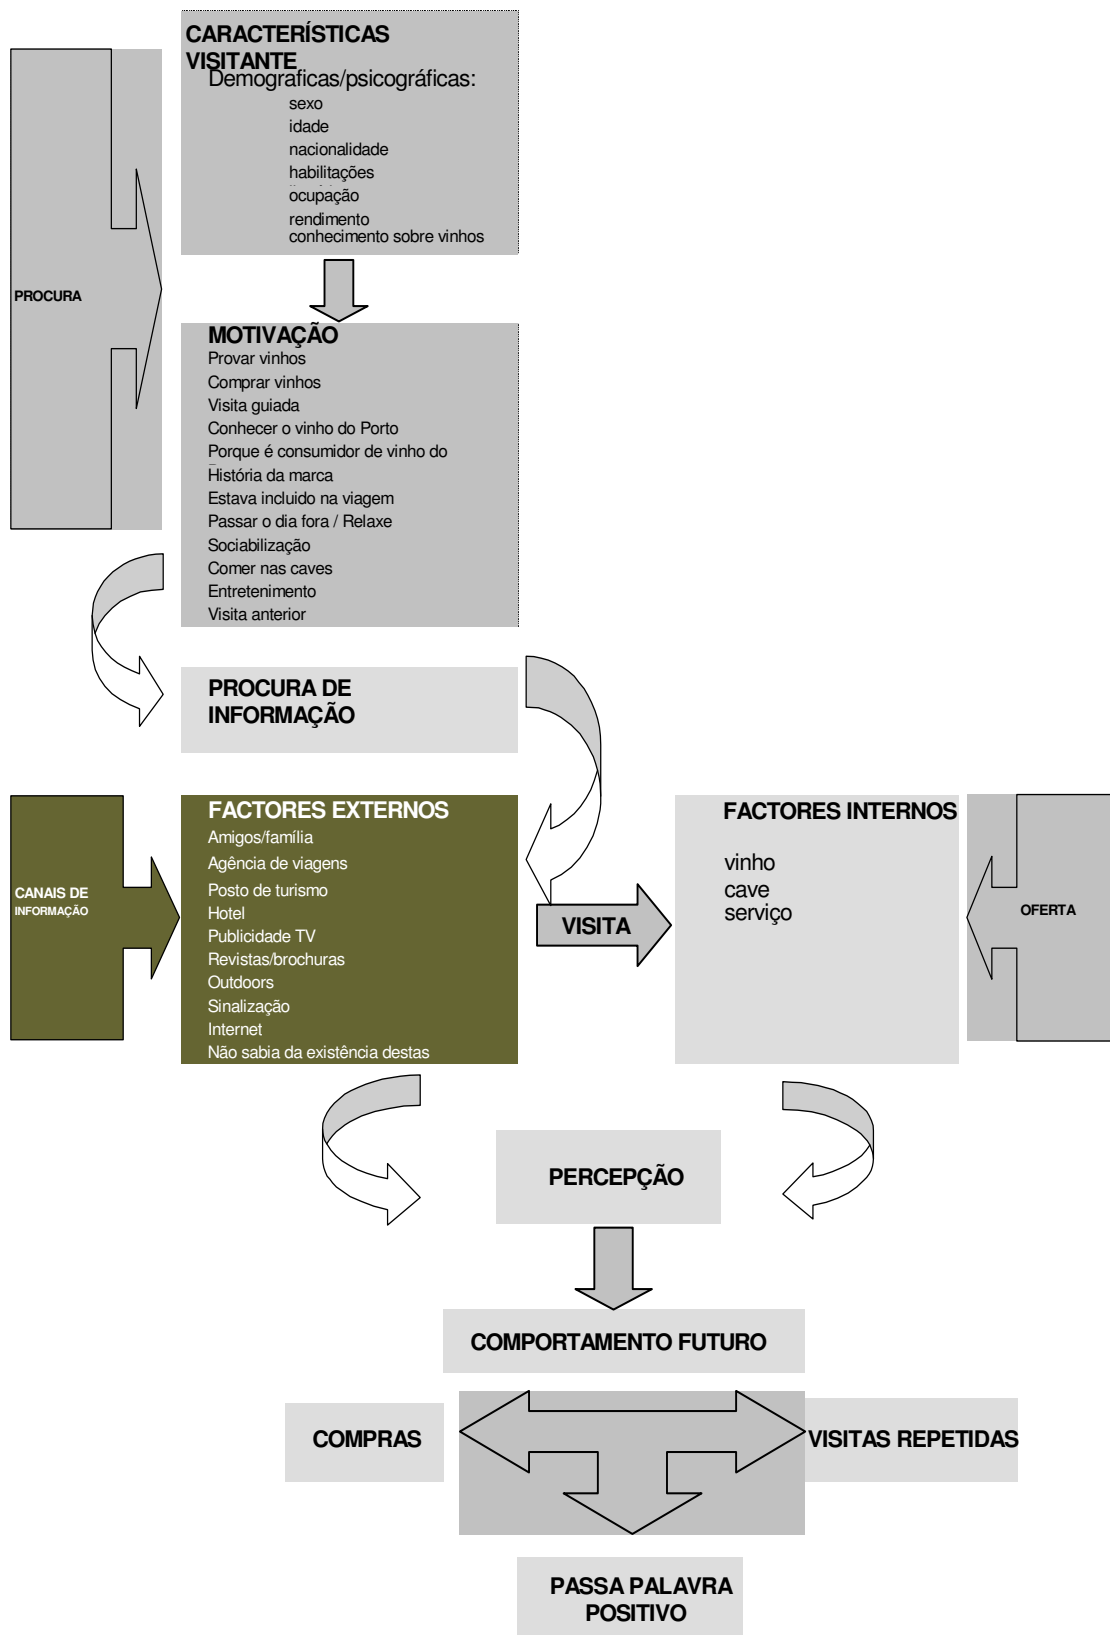 CARACTERÍSTICAS
VISITANTE
Demograficas/psicográficas:
sexo
idade
nacionalidade
habilitações
ocupação
rendimento
conhecimento sobre vinhos
PROCURA
MOTIVAÇÃO
Provar vinhos
Comprar vinhos
Visita guiada
Conhecer o vinho do Porto
Porque é consumidor de vinho do
História da marca
Estava incluido na viagem
Passar o dia fora / Relaxe
Sociabilização
Comer nas caves
Entretenimento
Visita anterior
PROCURA DE
INFORMAÇÃO
CANAIS DE
INFORMAÇÃO
FACTORES EXTERNOS
Amigos/família
Agência de viagens
Posto de turismo
Hotel
Publicidade TV
Revistas/brochuras
Outdoors
Sinalização
Internet
Não sabia da existência destas
VISITA
FACTORES INTERNOS
vinho
cave
serviço
OFERTA
PERCEPÇÃO
COMPORTAMENTO FUTURO
COMPRAS
VISITAS REPETIDAS
PASSA PALAVRA
POSITIVO